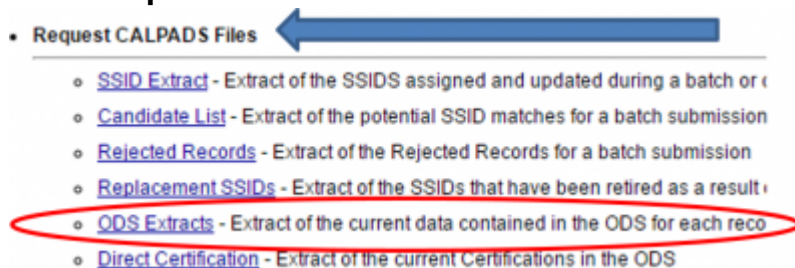 Request CALPADS Files
SSID Extract - Extract of the SSIDS assigned and updated during a batch or
Candidate List - Extract of the potential SSID matches for a batch submission
Rejected Records - Extract of the Rejected Records for a batch submission
Replacement SSIDs - Extract of the SSIDs that have been retired as a result
ODS Extracts - Extract of the current data contained in the ODS for each reco
Direct Certification - Extract of the current Certifications in the ODS